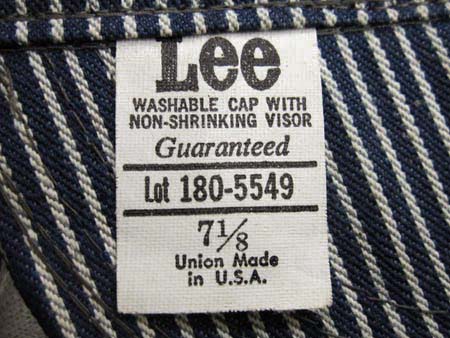 Lee
WASHABLE CAP WITH
NON-SHRINKING VISOR
Guaranteed
Lot 180-5549
7 1/8
Union Made
in U.S.A.